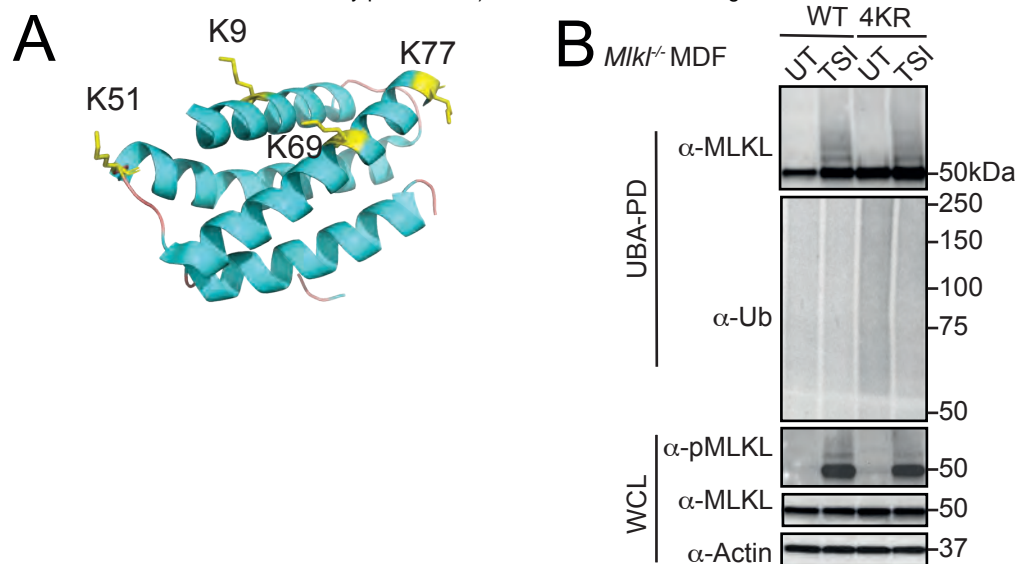 A
K9
K77
K51
K69
B
Mlkl-/- MDF
WT 4KR
UT TSI UT TSI
UBA-PD
α-MLKL
50kDa
250
150
100
α-Ub
75
50
WCL
α-pMLKL
50
α-MLKL
50
α-Actin
37